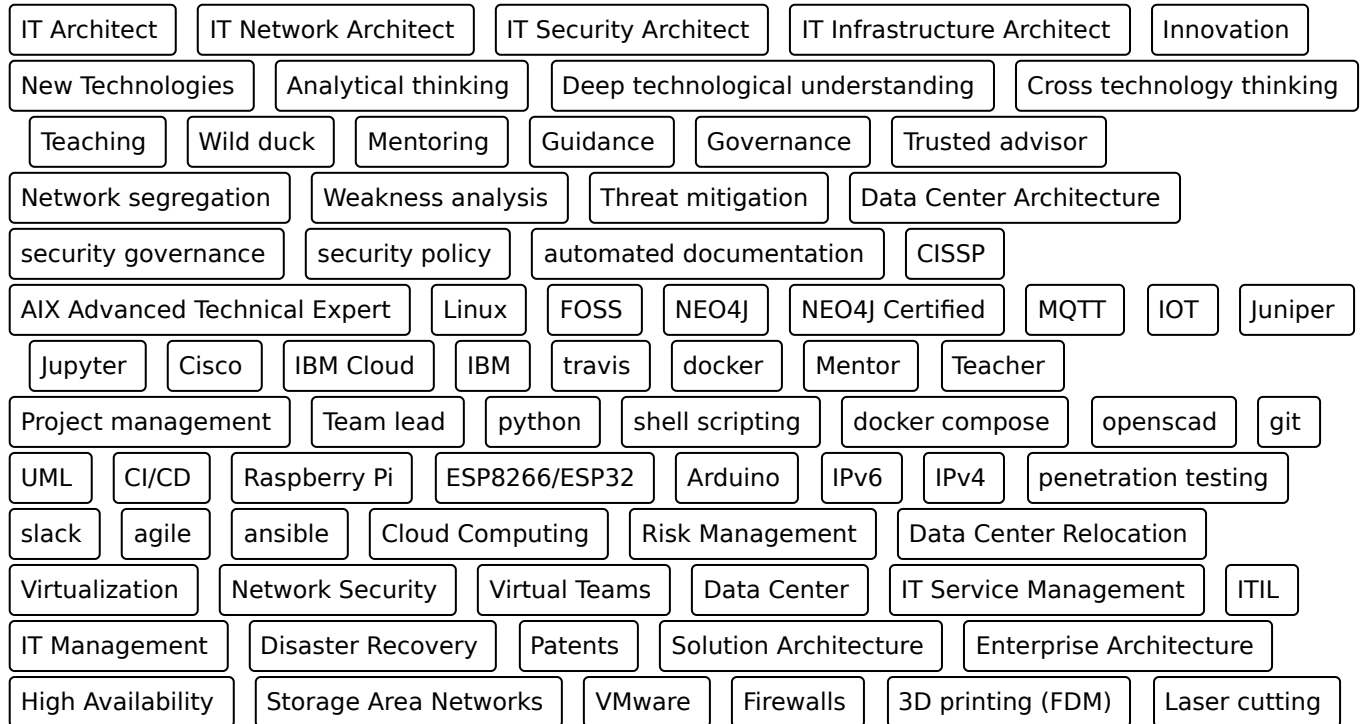 IT Architect IT Network Architect IT Security Architect IT Infrastructure Architect Innovation
New Technologies Analytical thinking Deep technological understanding Cross technology thinking
Teaching Wild duck Mentoring Guidance Governance Trusted advisor
Network segregation Weakness analysis Threat mitigation Data Center Architecture
security governance security policy automated documentation CISSP
AIX Advanced Technical Expert Linux FOSS NEO4J NEO4J Certified MQTT IOT Juniper
Jupyter Cisco IBM Cloud IBM travis docker Mentor Teacher
Project management Team lead python shell scripting docker compose openscad git
UML CI/CD Raspberry Pi ESP8266/ESP32 Arduino IPv6 IPv4 penetration testing
slack agile ansible Cloud Computing Risk Management Data Center Relocation
Virtualization Network Security Virtual Teams Data Center IT Service Management ITIL
IT Management Disaster Recovery Patents Solution Architecture Enterprise Architecture
High Availability Storage Area Networks VMware Firewalls 3D printing (FDM) Laser cutting